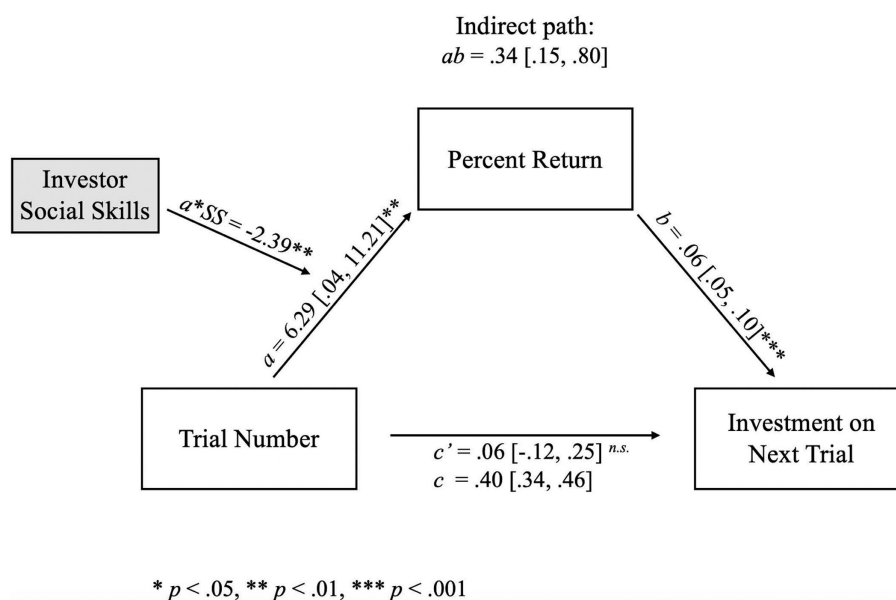 Indirect path:
ab = .34 [.15, .80]
Percent Return
Investor
Social Skills
a*SS = -2.39**
a = 6.29 [.04, 11.21]**
b = .06 [.05, .10]***
Trial Number
Investment on
Next Trial
c’ = .06 [-.12, .25] n.s.
c = .40 [.34, .46]
* p < .05, ** p < .01, *** p < .001